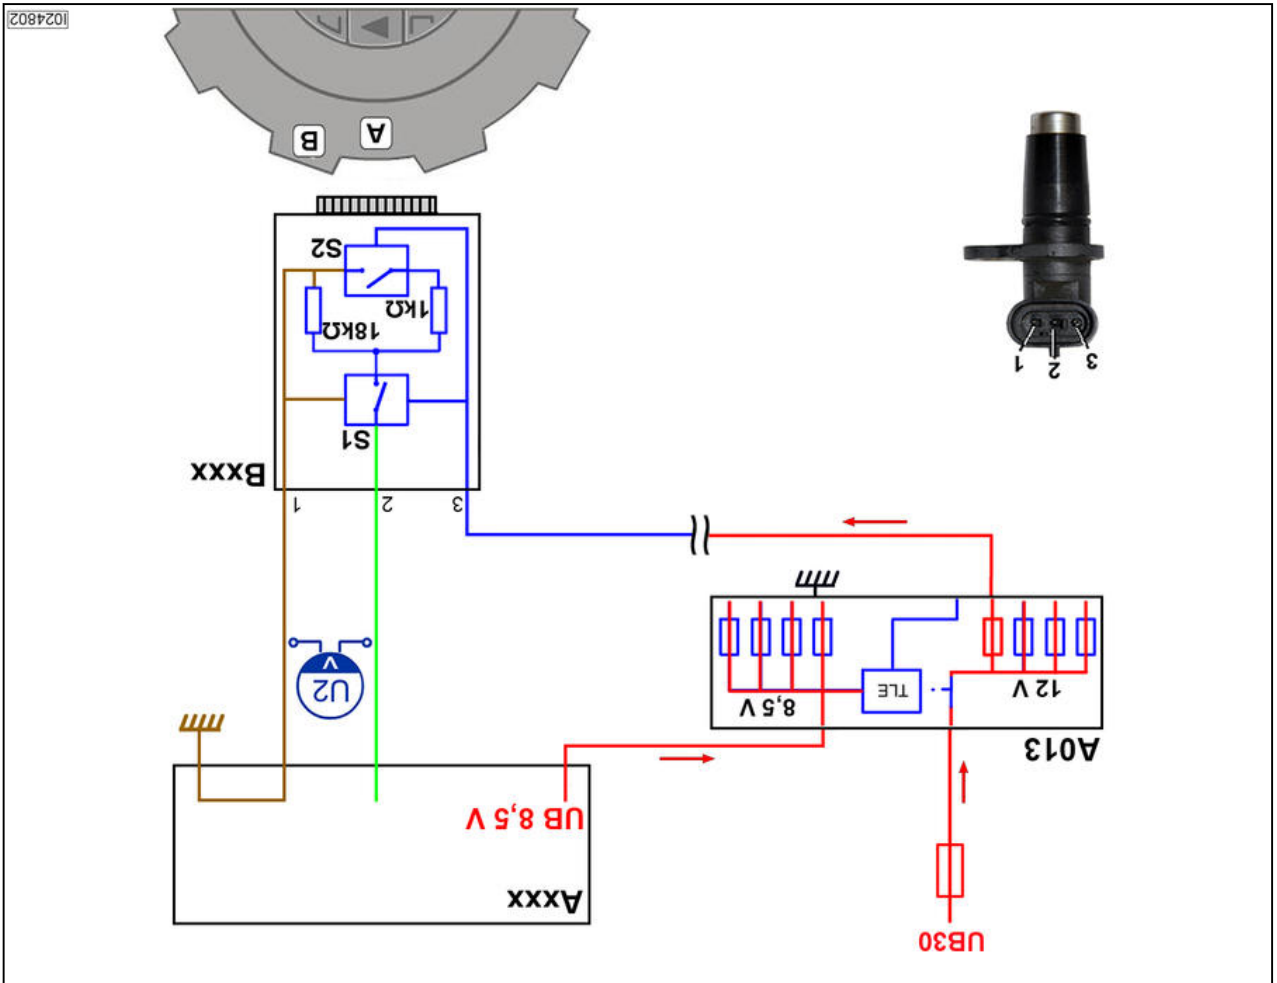 UB30
Axxx
UB 8,5 V
A013
12 V
8,5 V
TLE
U2
V
3
2
1
Bxxx
S1
1kΩ
18kΩ
S2
3
2
1
A
B
I024802